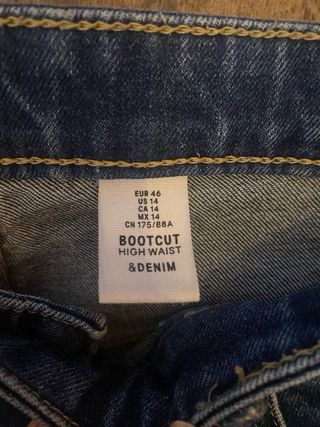 EUR 46
US 14
CA 14
MX 14
CN 175/88A
BOOTCUT
HIGH WAIST
&DENIM